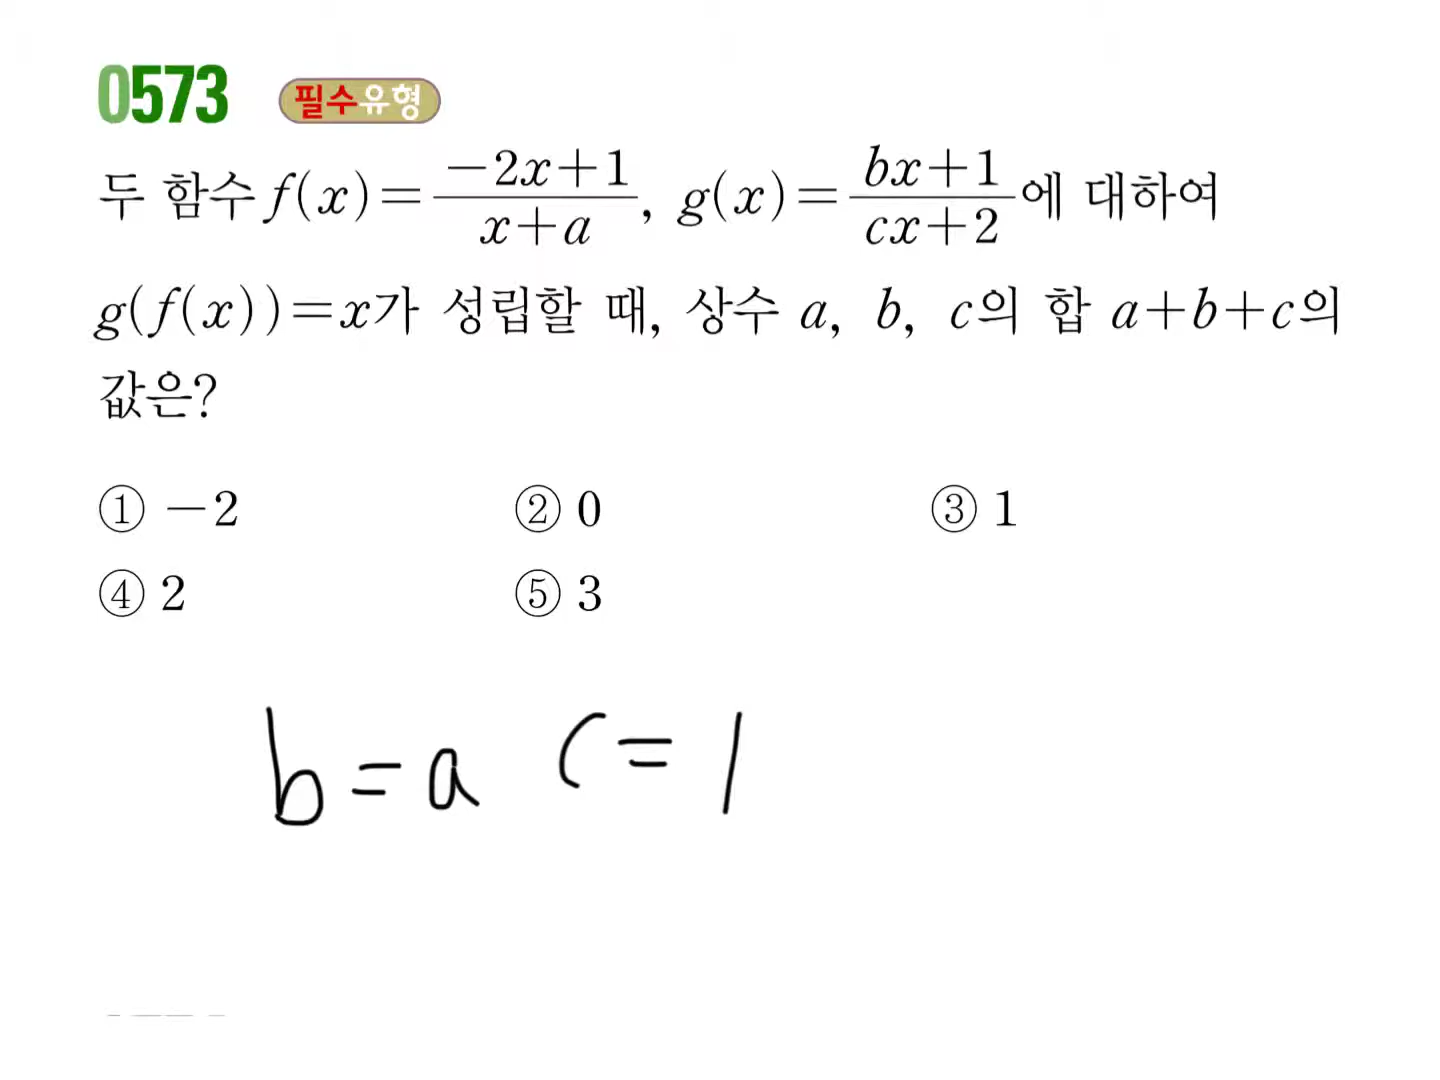 0573 필수유형
두 함수 f(x)=\frac{-2x+1}{x+a}, g(x)=\frac{bx+1}{cx+2}에 대하여
g(f(x))=x가 성립할 때, 상수 a, b, c의 합 a+b+c의
값은?
① -2 ② 0 ③ 1
④ 2 ⑤ 3
b=a c=1